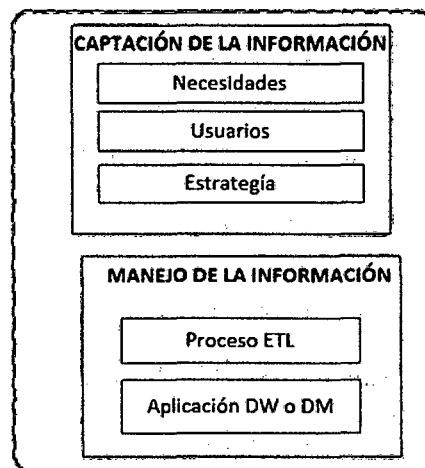 CAPTACIÓN DE LA INFORMACIÓN
Necesidades
Usuarios
Estrategía
MANEJO DE LA INFORMACIÓN
Proceso ETL
Aplicación DW o DM